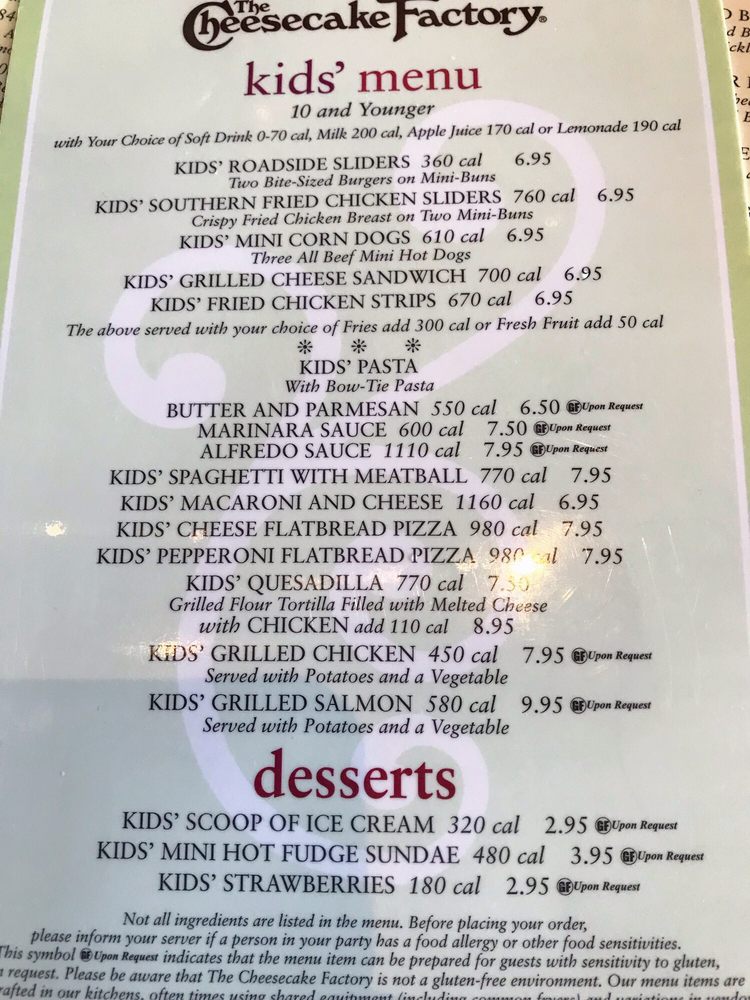 The
Cheesecake Factory®
kids' menu
10 and Younger
with Your Choice of Soft Drink 0-70 cal, Milk 200 cal, Apple Juice 170 cal or Lemonade 190 cal
KIDS' ROADSIDE SLIDERS 360 cal 6.95
Two Bite-Sized Burgers on Mini-Buns
KIDS' SOUTHERN FRIED CHICKEN SLIDERS 760 cal 6.95
Crispy Fried Chicken Breast on Two Mini-Buns
KIDS' MINI CORN DOGS 610 cal 6.95
Three All Beef Mini Hot Dogs
KIDS' GRILLED CHEESE SANDWICH 700 cal 6.95
KIDS' FRIED CHICKEN STRIPS 670 cal 6.95
The above served with your choice of Fries add 300 cal or Fresh Fruit add 50 cal
KIDS' PASTA
With Bow-Tie Pasta
BUTTER AND PARMESAN 550 cal 6.50 GF Upon Request
MARINARA SAUCE 600 cal 7.50 GF Upon Request
ALFREDO SAUCE 1110 cal 7.95 GF Upon Request
KIDS' SPAGHETTI WITH MEATBALL 770 cal 7.95
KIDS' MACARONI AND CHEESE 1160 cal 6.95
KIDS' CHEESE FLATBREAD PIZZA 980 cal 7.95
KIDS' PEPPERONI FLATBREAD PIZZA 980 cal 7.95
KIDS' QUESADILLA 770 cal 7.50
Grilled Flour Tortilla Filled with Melted Cheese
with CHICKEN add 110 cal 8.95
KIDS' GRILLED CHICKEN 450 cal 7.95 GF Upon Request
Served with Potatoes and a Vegetable
KIDS' GRILLED SALMON 580 cal 9.95 GF Upon Request
Served with Potatoes and a Vegetable
desserts
KIDS' SCOOP OF ICE CREAM 320 cal 2.95 GF Upon Request
KIDS' MINI HOT FUDGE SUNDAE 480 cal 3.95 GF Upon Request
KIDS' STRAWBERRIES 180 cal 2.95 GF Upon Request
Not all ingredients are listed in the menu. Before placing your order,
please inform your server if a person in your party has a food allergy or other food sensitivities.
This symbol GF Upon Request indicates that the menu item can be prepared for guests with sensitivity to gluten,
request. Please be aware that The Cheesecake Factory is not a gluten-free environment. Our menu items are
rafted in our kitchens, often times using shared equipment (including common fryers) and